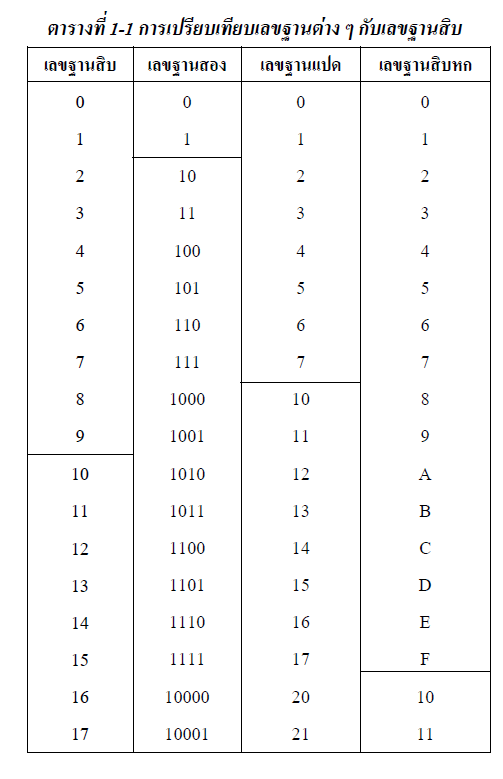 ตารางที่ 1-1 การเปรียบเทียบเลขฐานต่าง ๆ กับเลขฐานสิบ
เลขฐานสิบ เลขฐานสอง เลขฐานแปด เลขฐานสิบหก
0 0 0 0
1 1 1 1
2 10 2 2
3 11 3 3
4 100 4 4
5 101 5 5
6 110 6 6
7 111 7 7
8 1000 10 8
9 1001 11 9
10 1010 12 A
11 1011 13 B
12 1100 14 C
13 1101 15 D
14 1110 16 E
15 1111 17 F
16 10000 20 10
17 10001 21 11